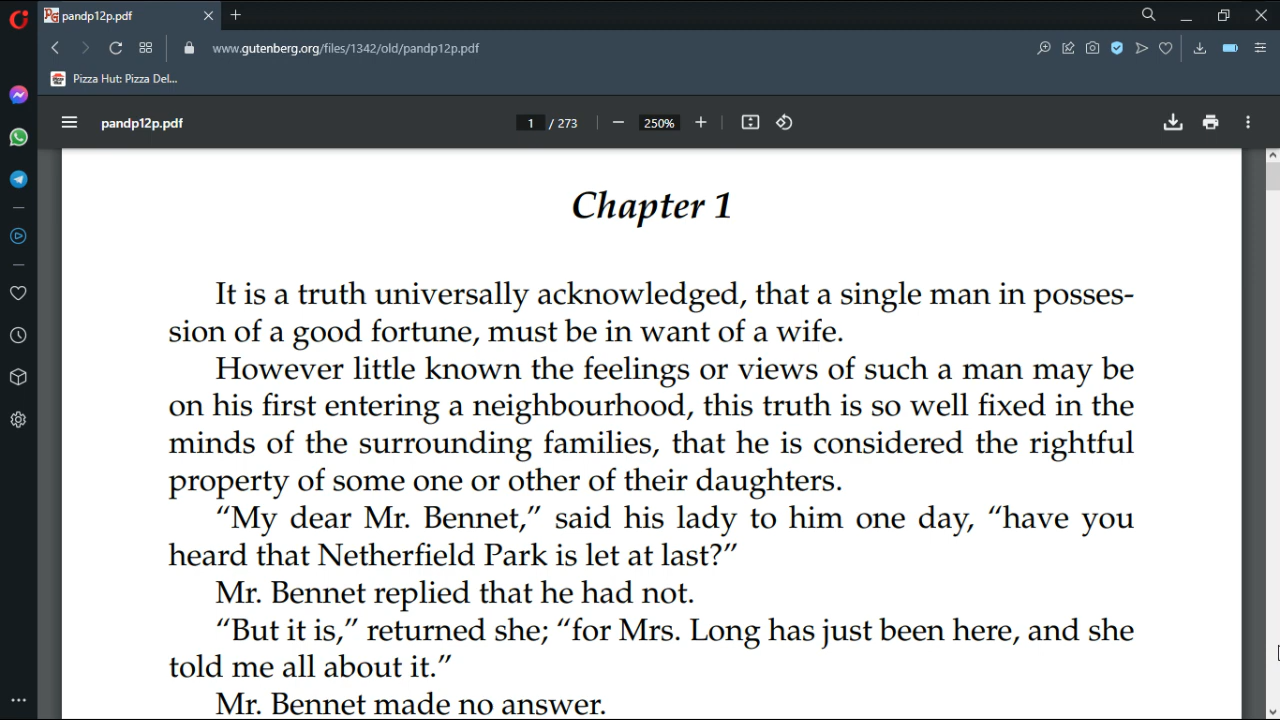 pandp12p.pdf
www.gutenberg.org/files/1342/old/pandp12p.pdf
Pizza Hut: Pizza Del...
pandp12p.pdf
1 / 273
250%
Chapter 1
It is a truth universally acknowledged, that a single man in posses-
sion of a good fortune, must be in want of a wife.
However little known the feelings or views of such a man may be
on his first entering a neighbourhood, this truth is so well fixed in the
minds of the surrounding families, that he is considered the rightful
property of some one or other of their daughters.
“My dear Mr. Bennet,” said his lady to him one day, “have you
heard that Netherfield Park is let at last?”
Mr. Bennet replied that he had not.
“But it is,” returned she; “for Mrs. Long has just been here, and she
told me all about it.”
Mr. Bennet made no answer.